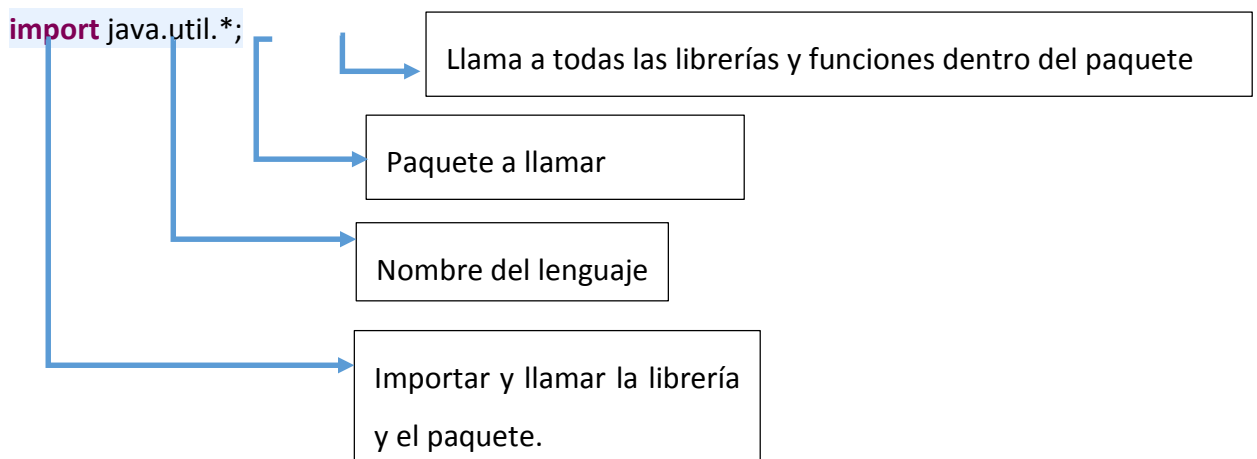 import java.util.*;
Llama a todas las librerías y funciones dentro del paquete
Paquete a llamar
Nombre del lenguaje
Importar y llamar la librería
y el paquete.